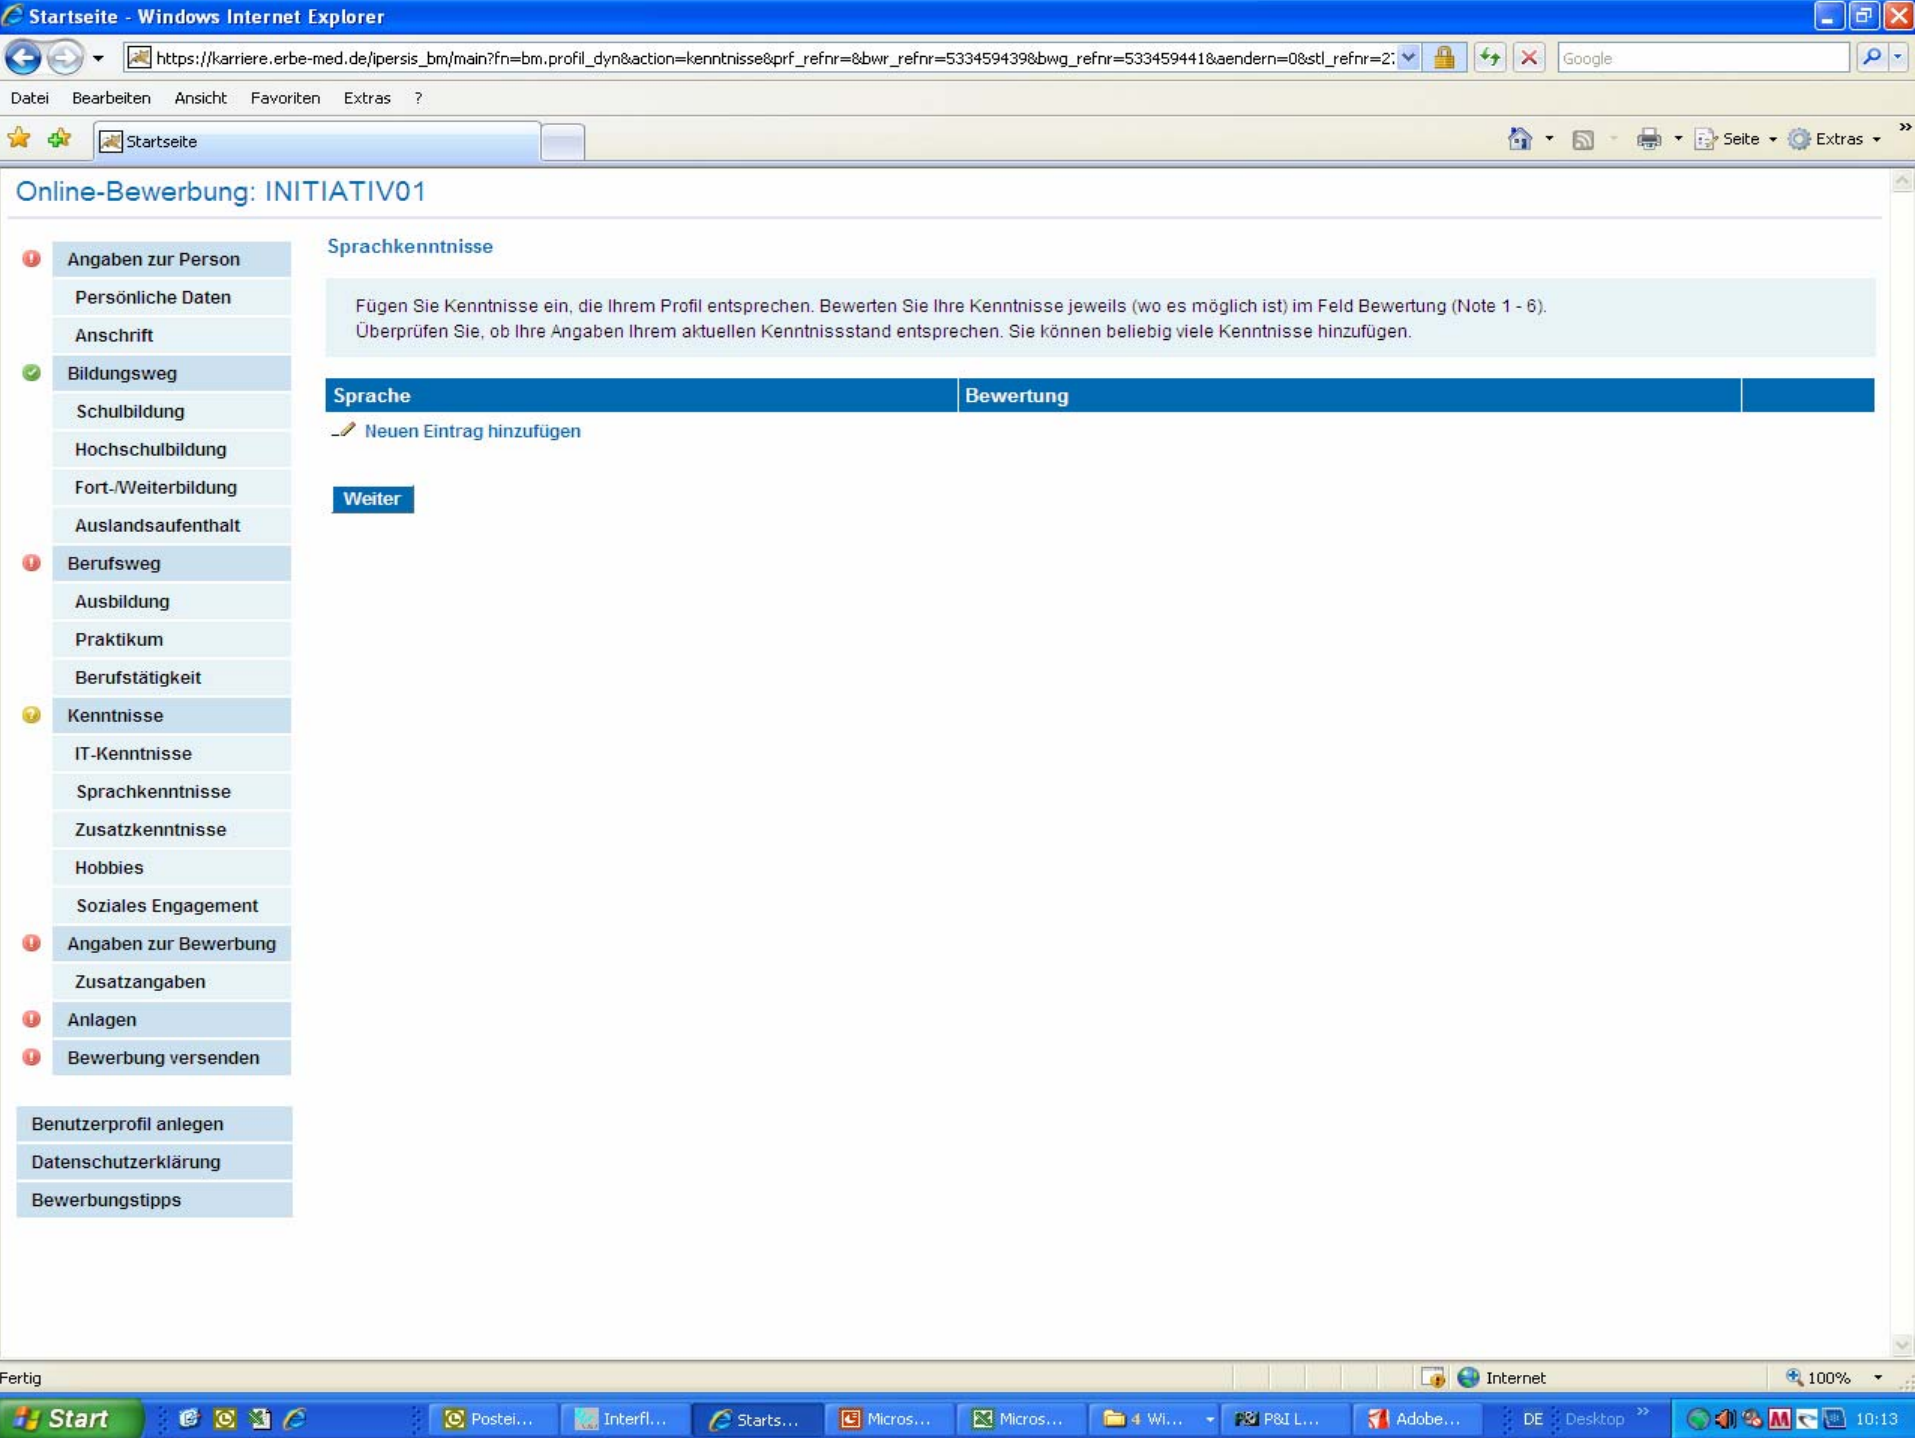 Startseite - Windows Internet Explorer
https://karriere.erbe-med.de/ipersis_bm/main?fn=bm.profil_dyn&action=kenntnisse&prf_refnr=&bwr_refnr=533459439&bwg_refnr=533459441&aendern=0&stl_refnr=2
Google
Datei Bearbeiten Ansicht Favoriten Extras ?
Startseite
Seite
Extras
Online-Bewerbung: INITIATIV01
Angaben zur Person
Persönliche Daten
Anschrift
Bildungsweg
Schulbildung
Hochschulbildung
Fort-/Weiterbildung
Auslandsaufenthalt
Berufsweg
Ausbildung
Praktikum
Berufstätigkeit
Kenntnisse
IT-Kenntnisse
Sprachkenntnisse
Zusatzkenntnisse
Hobbies
Soziales Engagement
Angaben zur Bewerbung
Zusatzangaben
Anlagen
Bewerbung versenden
Benutzerprofil anlegen
Datenschutzerklärung
Bewerbungstipps
Sprachkenntnisse
Fügen Sie Kenntnisse ein, die Ihrem Profil entsprechen. Bewerten Sie Ihre Kenntnisse jeweils (wo es möglich ist) im Feld Bewertung (Note 1 - 6).
Überprüfen Sie, ob Ihre Angaben Ihrem aktuellen Kenntnissstand entsprechen. Sie können beliebig viele Kenntnisse hinzufügen.
Sprache Bewertung
Neuen Eintrag hinzufügen
Weiter
Fertig
Internet
100%
Start
Postei...
Interfl...
Starts...
Micros...
Micros...
4 Wi...
P&I L...
Adobe...
DE
Desktop
10:13